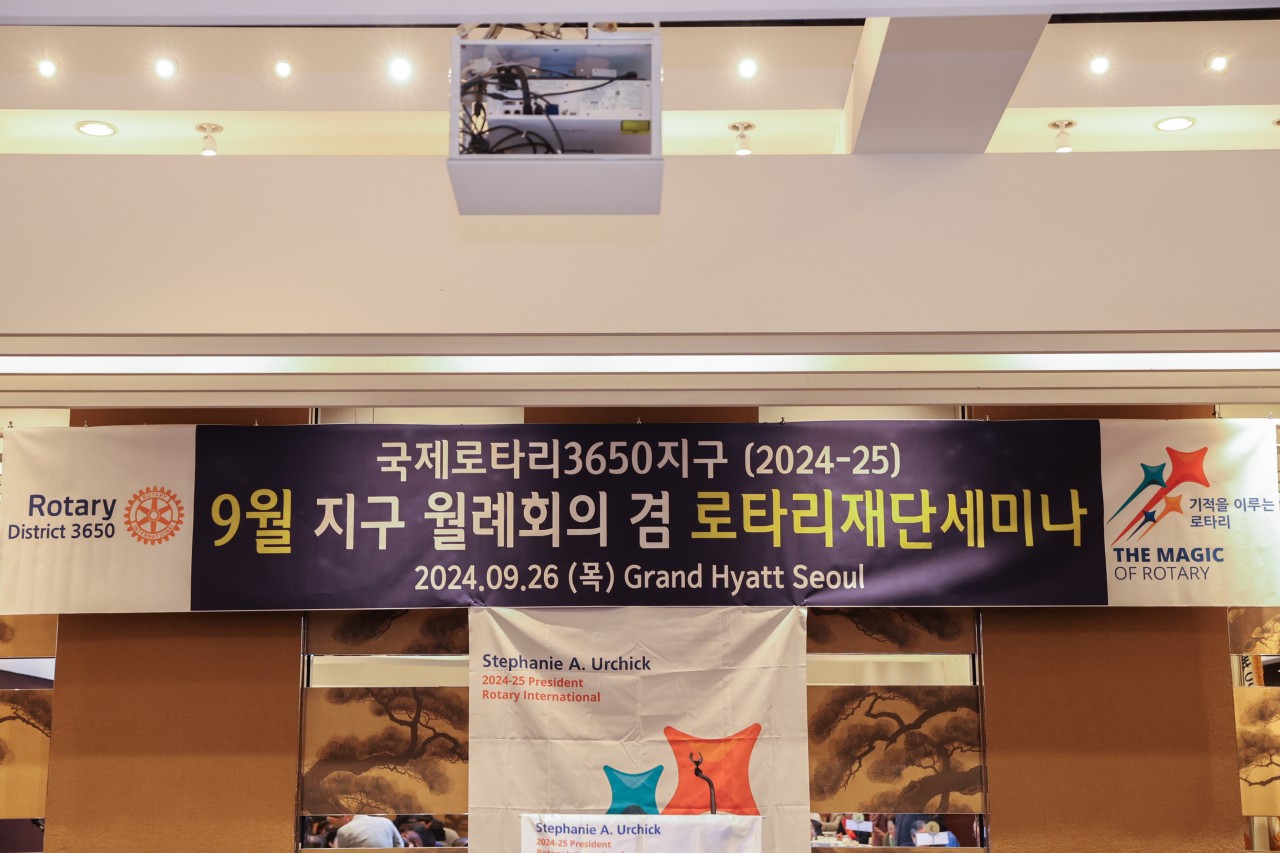 국제로타리3650지구 (2024-25)
Rotary
District 3650
9월 지구 월례회의 겸 로타리재단세미나
2024.09.26 (목) Grand Hyatt Seoul
기적을 이루는
로타리
THE MAGIC
OF ROTARY
Stephanie A. Urchick
2024-25 President
Rotary International
Stephanie A. Urchick
2024-25 President